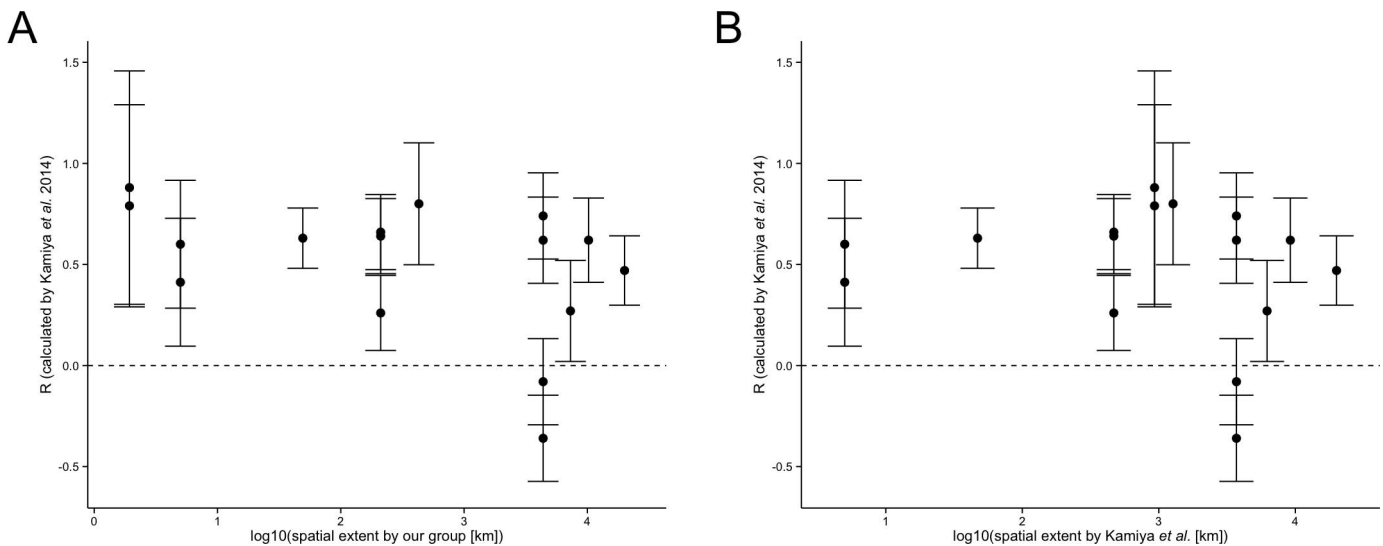 A
R (calculated by Kamiya et al. 2014)
1.5
1.0
0.5
0.0
-0.5
0 1 2 3 4
log10(spatial extent by our group [km])
B
R (calculated by Kamiya et al. 2014)
1.5
1.0
0.5
0.0
-0.5
1 2 3 4
log10(spatial extent by Kamiya et al. [km])